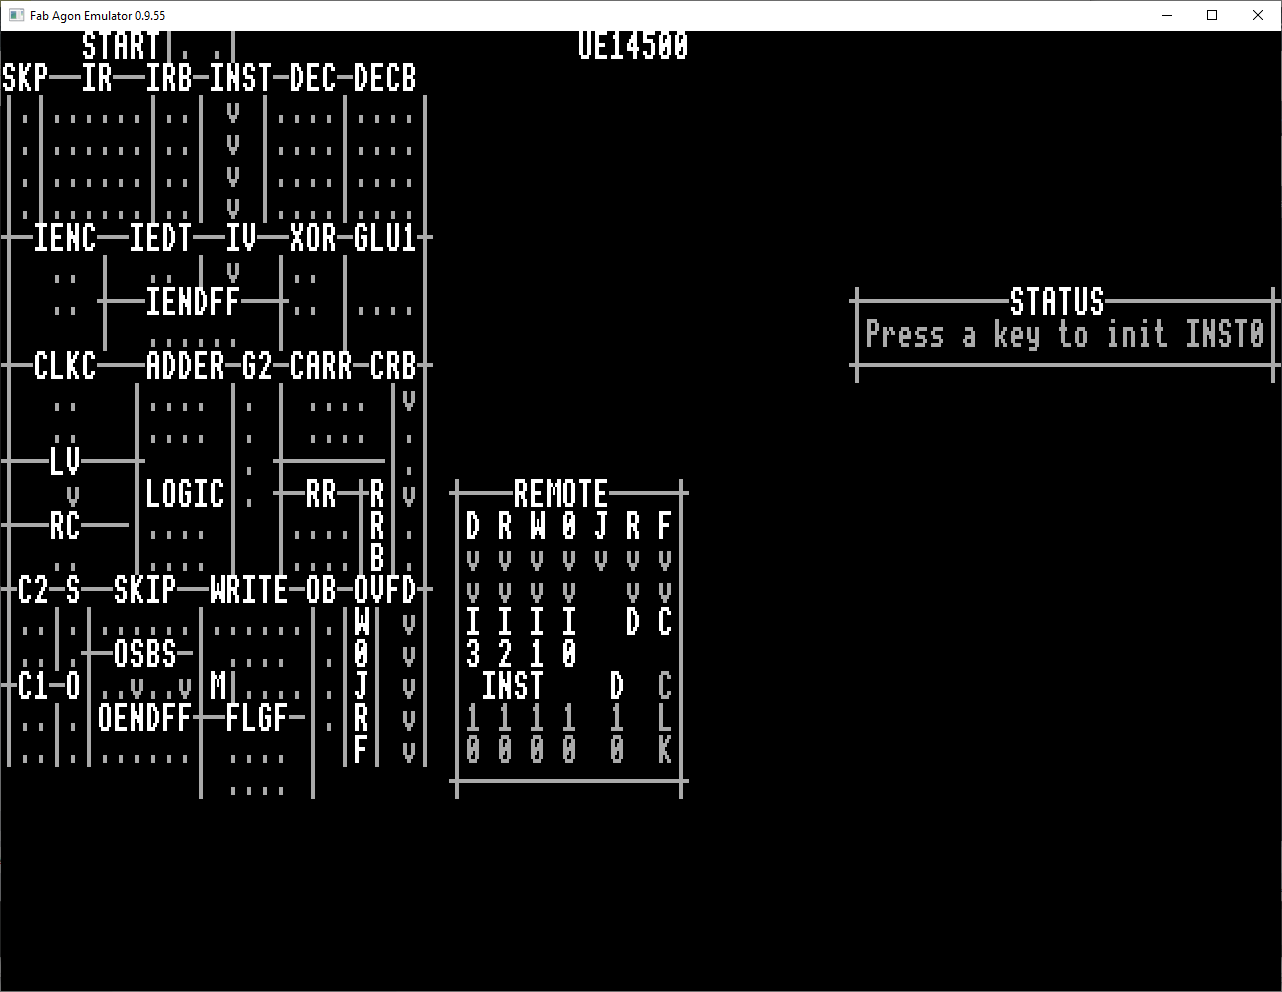 Fab Agon Emulator 0.9.55
START . . UE14500
SKP IR IRB INST DEC DECB
. ...... .. v .... ....
. ...... .. v .... ....
. ...... .. v .... ....
. ...... .. v .... ....
IENC IEDT IV XOR GLU1
.. .. v ..
IENDFF STATUS
.. .. ....
Press a key to init INST0
......
CLKC ADDER G2 CARR CRB
.. .... . .... v
.. .... . .... .
LV . .
v LOGIC . RR R v REMOTE
RC .... .... R . D R W 0 J R F
.. .... .... B . v v v v v v v
C2 S SKIP WRITE OB OVFD v v v v v v
.. . ...... ...... . W v I I I I D C
.. . OSBS .... . 0 v 3 2 1 0
C1 O ..v..v M .... . J v INST D C
.. . OENDFF FLGF . R v 1 1 1 1 1 L
.. . ...... .... F v 0 0 0 0 0 K
....